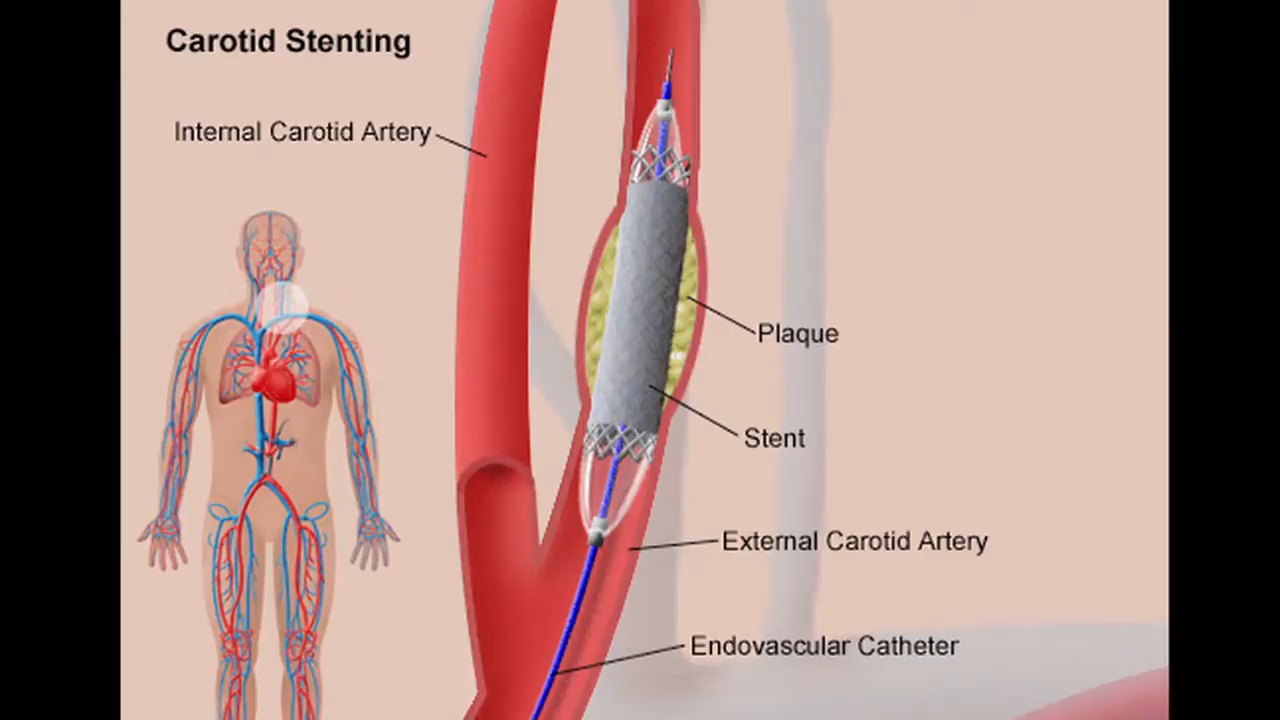 Carotid Stenting
Internal Carotid Artery
Plaque
Stent
External Carotid Artery
Endovascular Catheter